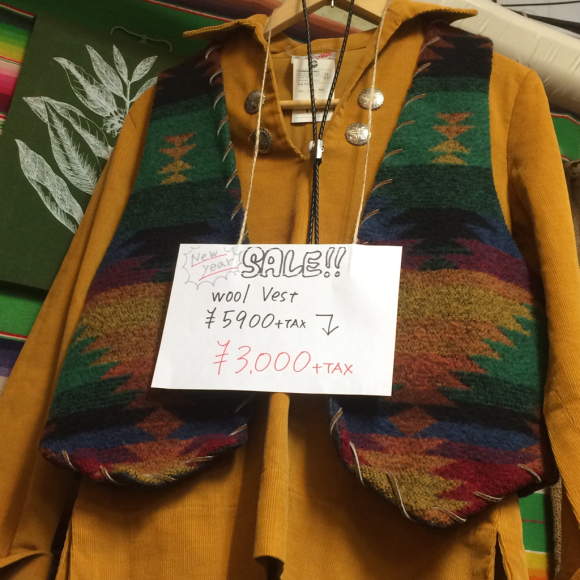 New year SALE!!
wool Vest
¥5900+TAX
¥3,000+TAX